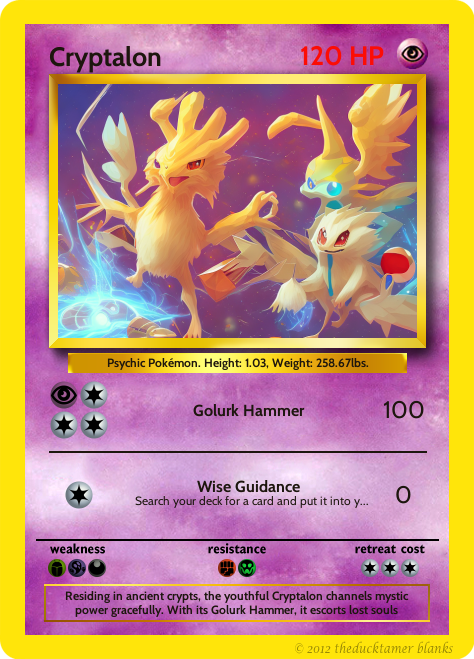 Cryptalon
120 HP
Psychic Pokémon. Height: 1.03, Weight: 258.67lbs.
Golurk Hammer
100
Wise Guidance
Search your deck for a card and put it into y...
0
weakness
resistance
retreat cost
Residing in ancient crypts, the youthful Cryptalon channels mystic
power gracefully. With its Golurk Hammer, it escorts lost souls
© 2012 theducktamer blanks